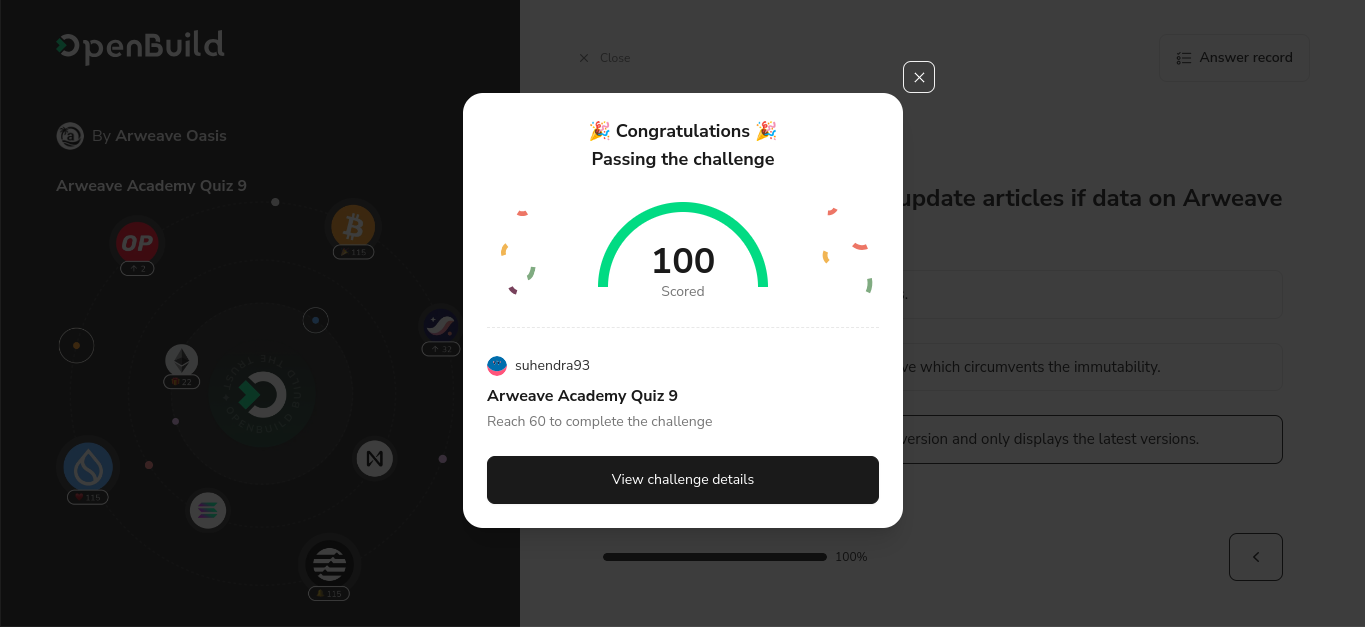 OpenBuild
By Arweave Oasis
Arweave Academy Quiz 9
OP
2
115
32
22
115
115
Close
Answer record
🎉 Congratulations 🎉
Passing the challenge
100
Scored
suhendra93
Arweave Academy Quiz 9
Reach 60 to complete the challenge
View challenge details
update articles if data on Arweave
s.
ve which circumvents the immutability.
version and only displays the latest versions.
100%